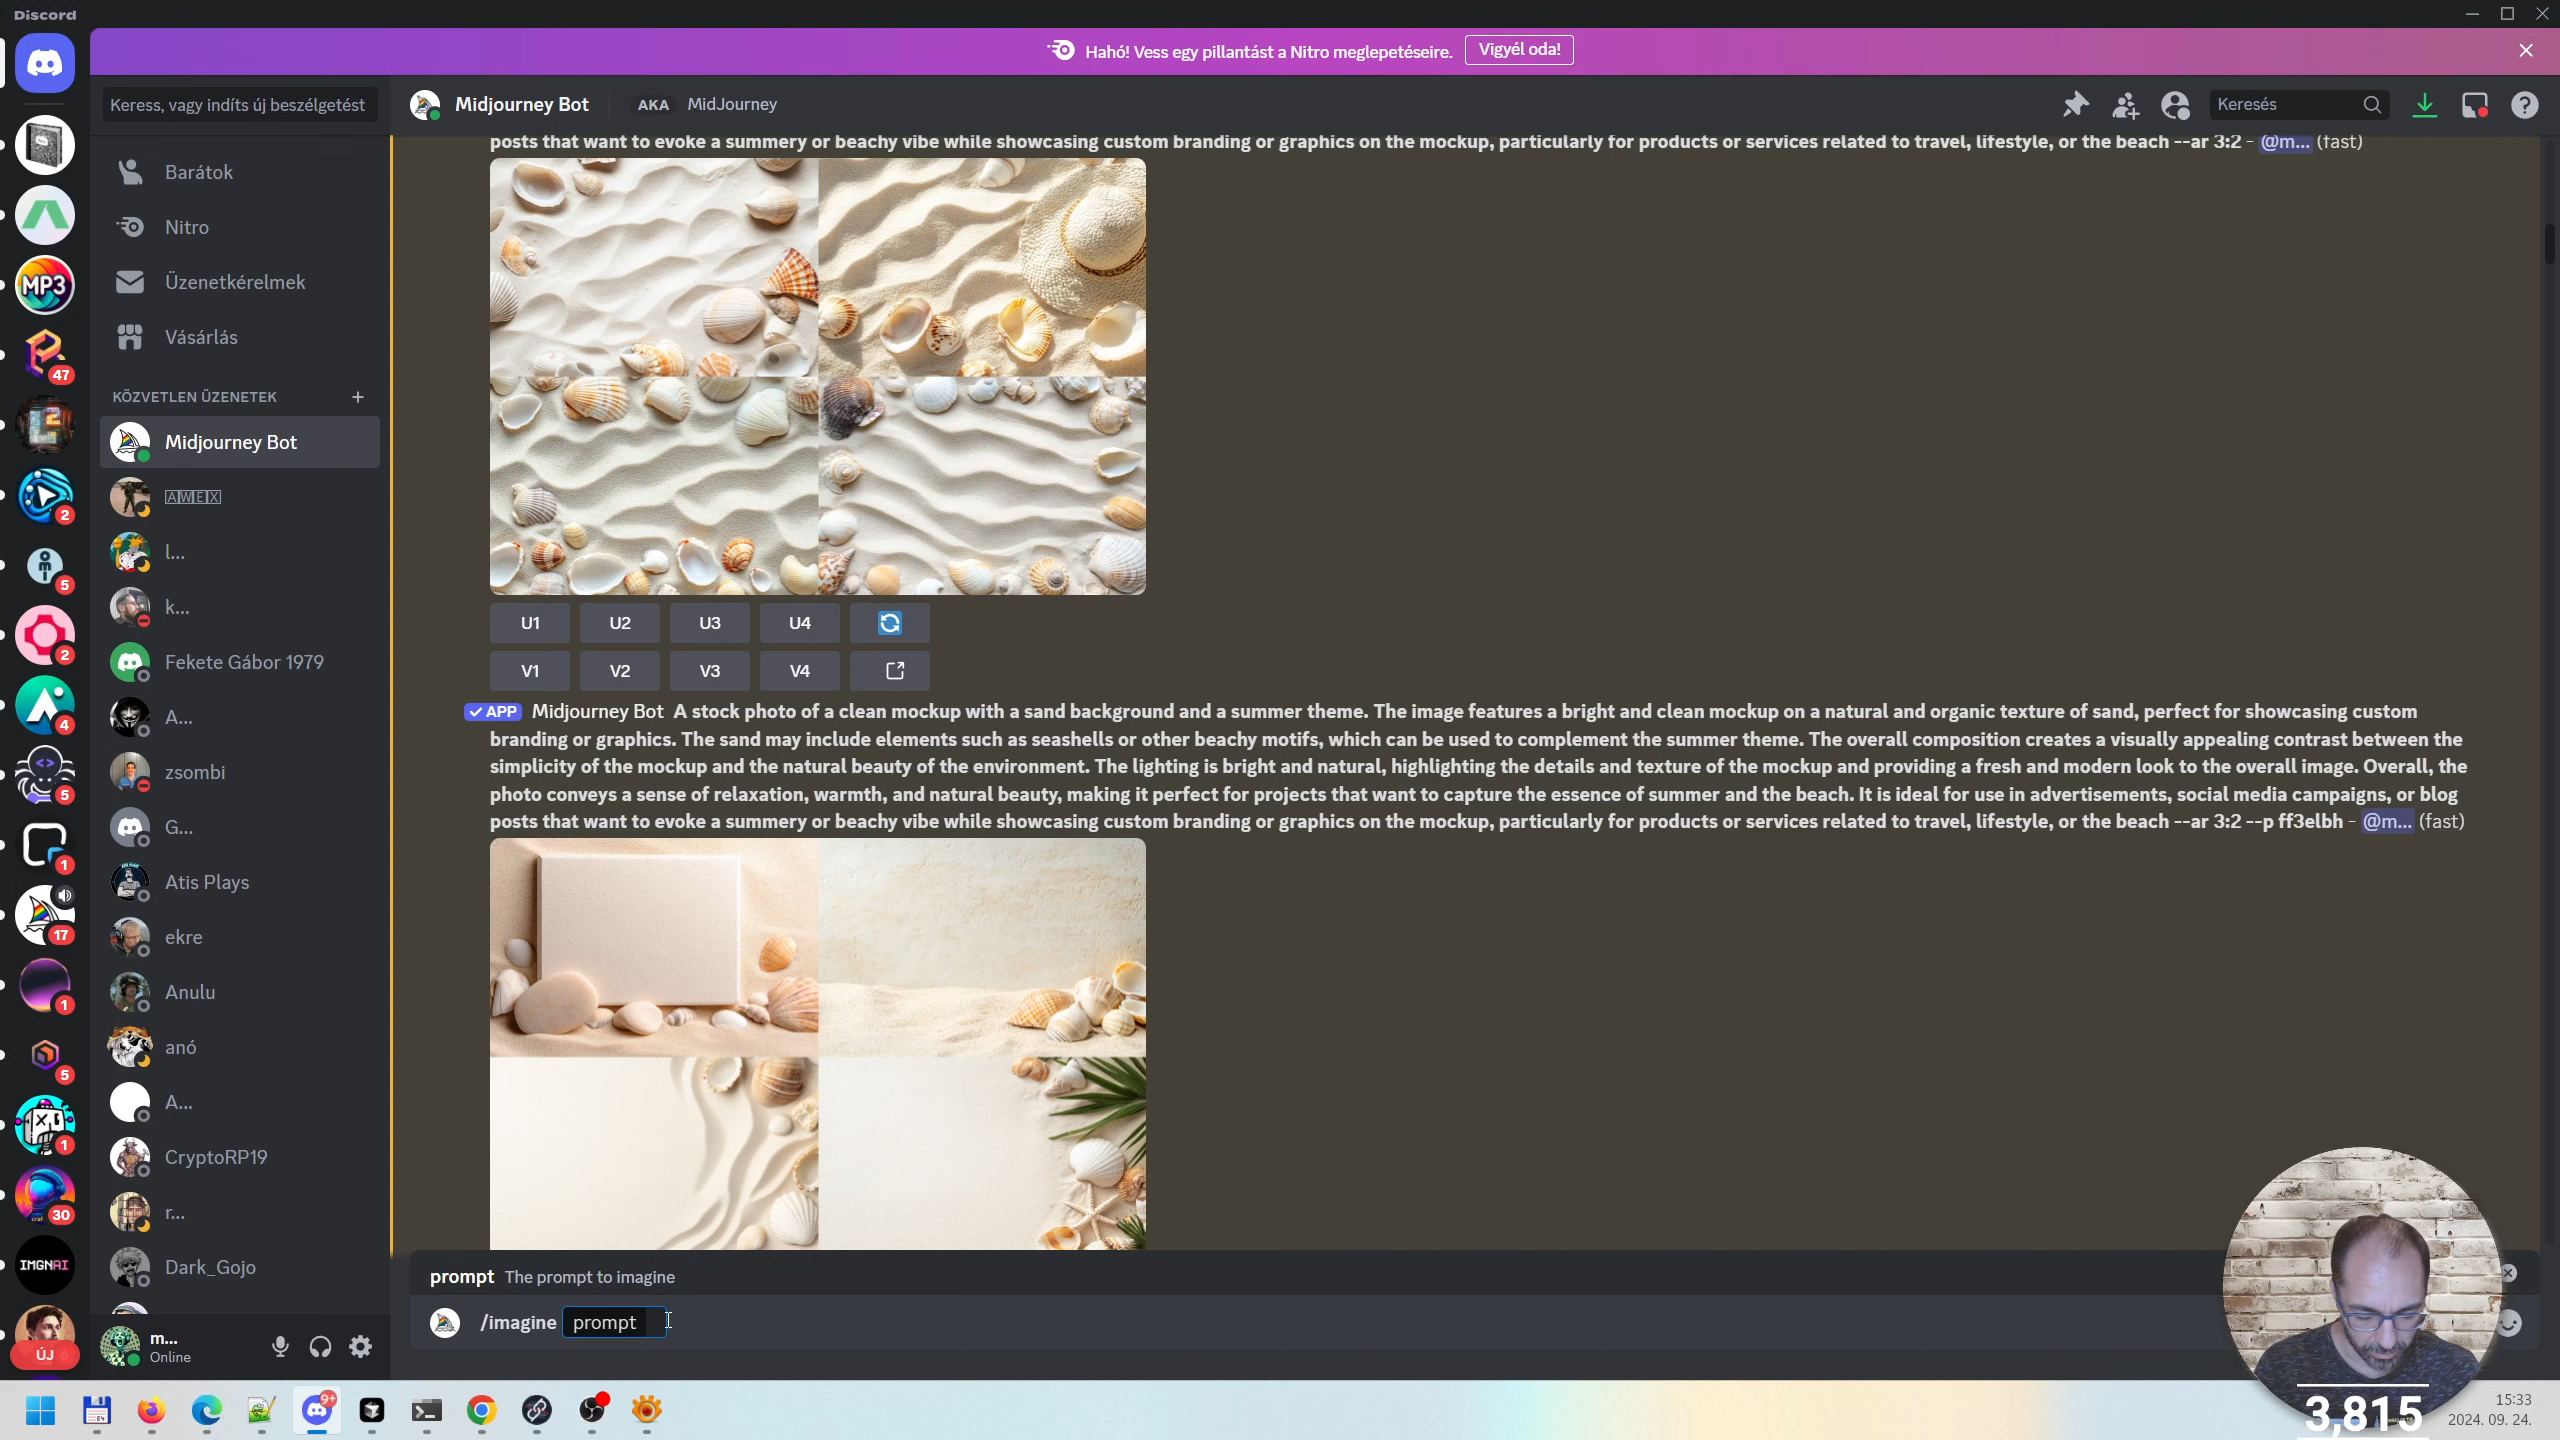 Discord
Hahó! Vess egy pillantást a Nitro meglepetéseire. Vigyél oda!
Keress, vagy indíts új beszélgetést
Midjourney Bot AKA MidJourney
Keresés
Barátok
Nitro
Üzenetkérelmek
Vásárlás
KÖZVETLEN ÜZENETEK
Midjourney Bot
AWEX
l...
k...
Fekete Gábor 1979
A...
zsombi
G...
Atis Plays
ekre
Anulu
anó
A...
CryptoRP19
r...
Dark_Gojo
m...
Online
MP3
47
2
5
2
4
5
1
17
1
5
1
30
IMGNAI
ÚJ
posts that want to evoke a summery or beachy vibe while showcasing custom branding or graphics on the mockup, particularly for products or services related to travel, lifestyle, or the beach --ar 3:2 - @m... (fast)
U1 U2 U3 U4
V1 V2 V3 V4
APP Midjourney Bot A stock photo of a clean mockup with a sand background and a summer theme. The image features a bright and clean mockup on a natural and organic texture of sand, perfect for showcasing custom
branding or graphics. The sand may include elements such as seashells or other beachy motifs, which can be used to complement the summer theme. The overall composition creates a visually appealing contrast between the
simplicity of the mockup and the natural beauty of the environment. The lighting is bright and natural, highlighting the details and texture of the mockup and providing a fresh and modern look to the overall image. Overall, the
photo conveys a sense of relaxation, warmth, and natural beauty, making it perfect for projects that want to capture the essence of summer and the beach. It is ideal for use in advertisements, social media campaigns, or blog
posts that want to evoke a summery or beachy vibe while showcasing custom branding or graphics on the mockup, particularly for products or services related to travel, lifestyle, or the beach --ar 3:2 --p ff3elbh - @m... (fast)
prompt The prompt to imagine
/imagine prompt
9+
3,815
15:33
2024. 09. 24.